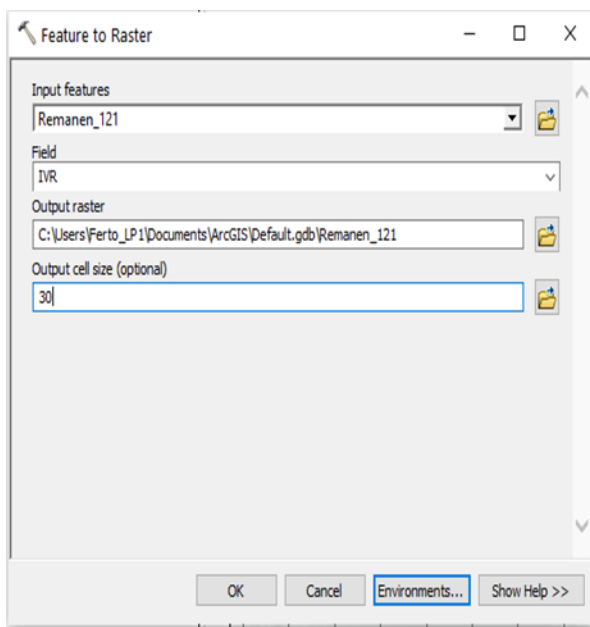 Feature to Raster
Input features
Remanen_121
Field
IVR
Output raster
C:\Users\Ferto_LP1\Documents\ArcGIS\Default.gdb\Remanen_121
Output cell size (optional)
30
OK
Cancel
Environments...
Show Help >>